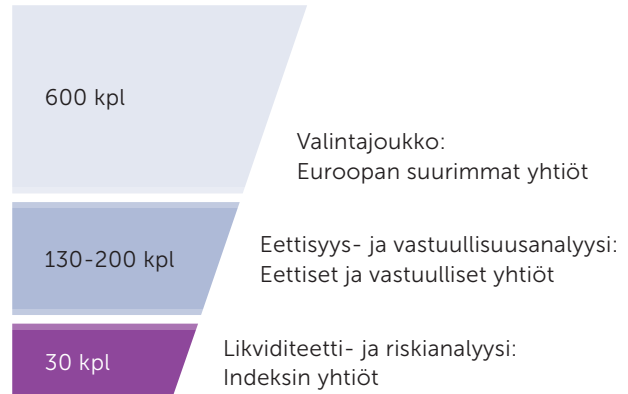 600 kpl
Valintajoukko:
Euroopan suurimmat yhtiöt
130-200 kpl
Eettisyys- ja vastuullisuusanalyysi:
Eettiset ja vastuulliset yhtiöt
30 kpl
Likviditeetti- ja riskianalyysi:
Indeksin yhtiöt